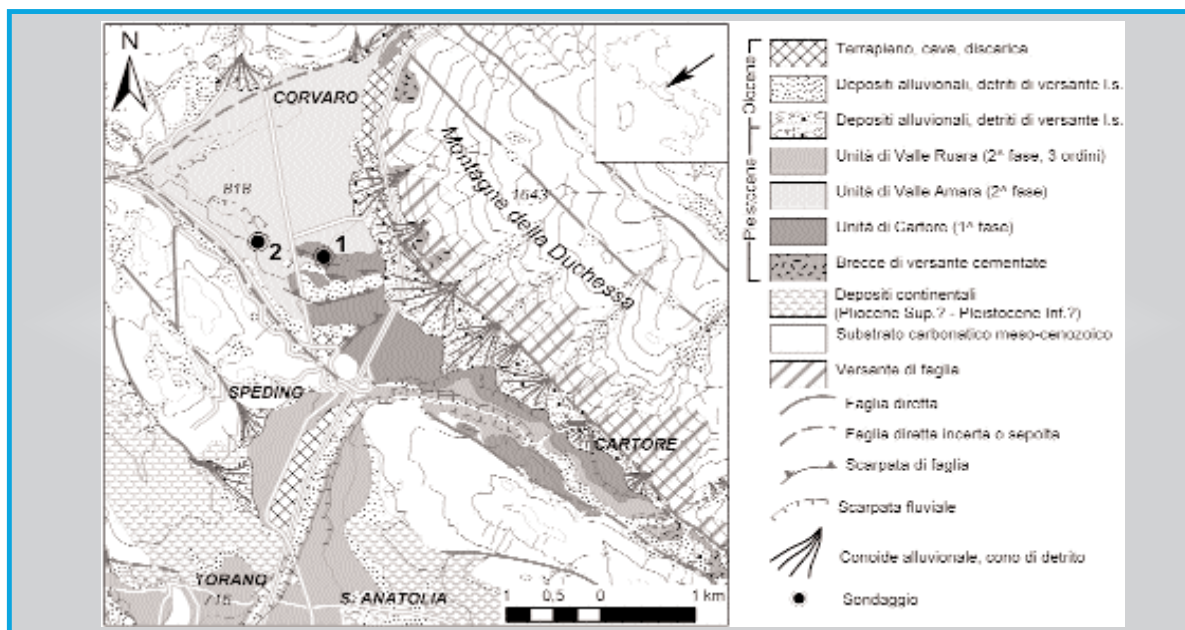 N
CORVARO
Montagne della Duchessa
1643
818
2
1
SPEDINO
CARTORE
TORANO
716
S. ANATOLIA
1 0,5 0 1 km
Pleistocene
Olocene
Terrapieno, cava, discarica
Depositi alluvionali, detriti di versante l.s.
Depositi alluvionali, detriti di versante l.s.
Unità di Valle Ruara (2^ fase, 3 ordini)
Unità di Valle Amara (2^ fase)
Unità di Cartore (1^ fase)
Brecce di versante cementate
Depositi continentali
(Pliocene Sup.? - Pleistocene Inf.?)
Substrato carbonatico meso-cenozoico
Versante di faglia
Faglia diretta
Faglia diretta incerta o sepolta
Scarpata di faglia
Scarpata fluviale
Conoide alluvionale, cono di detrito
Sondaggio